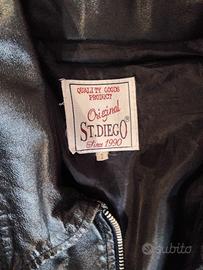 QUALITY GOODS
PRODUCT
Original
ST.DIEGO
Since 1990
subito